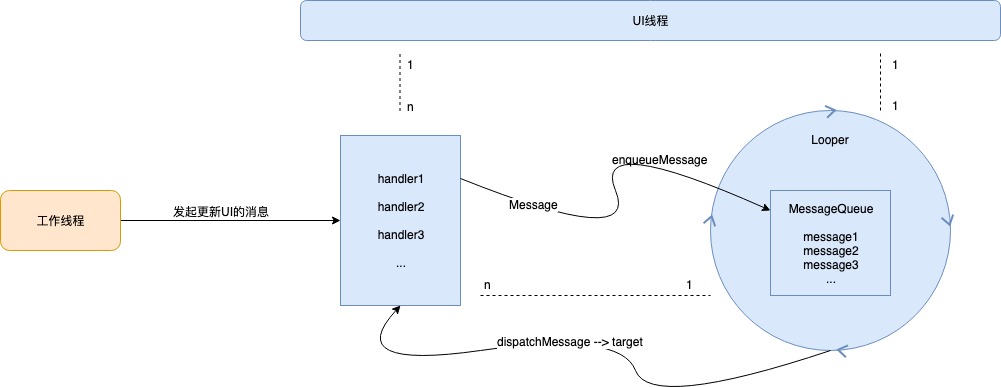 UI线程
1
n
1
1
Looper
handler1
handler2
handler3
...
工作线程
发起更新UI的消息
Message
enqueueMessage
MessageQueue
message1
message2
message3
...
n
1
dispatchMessage --> target